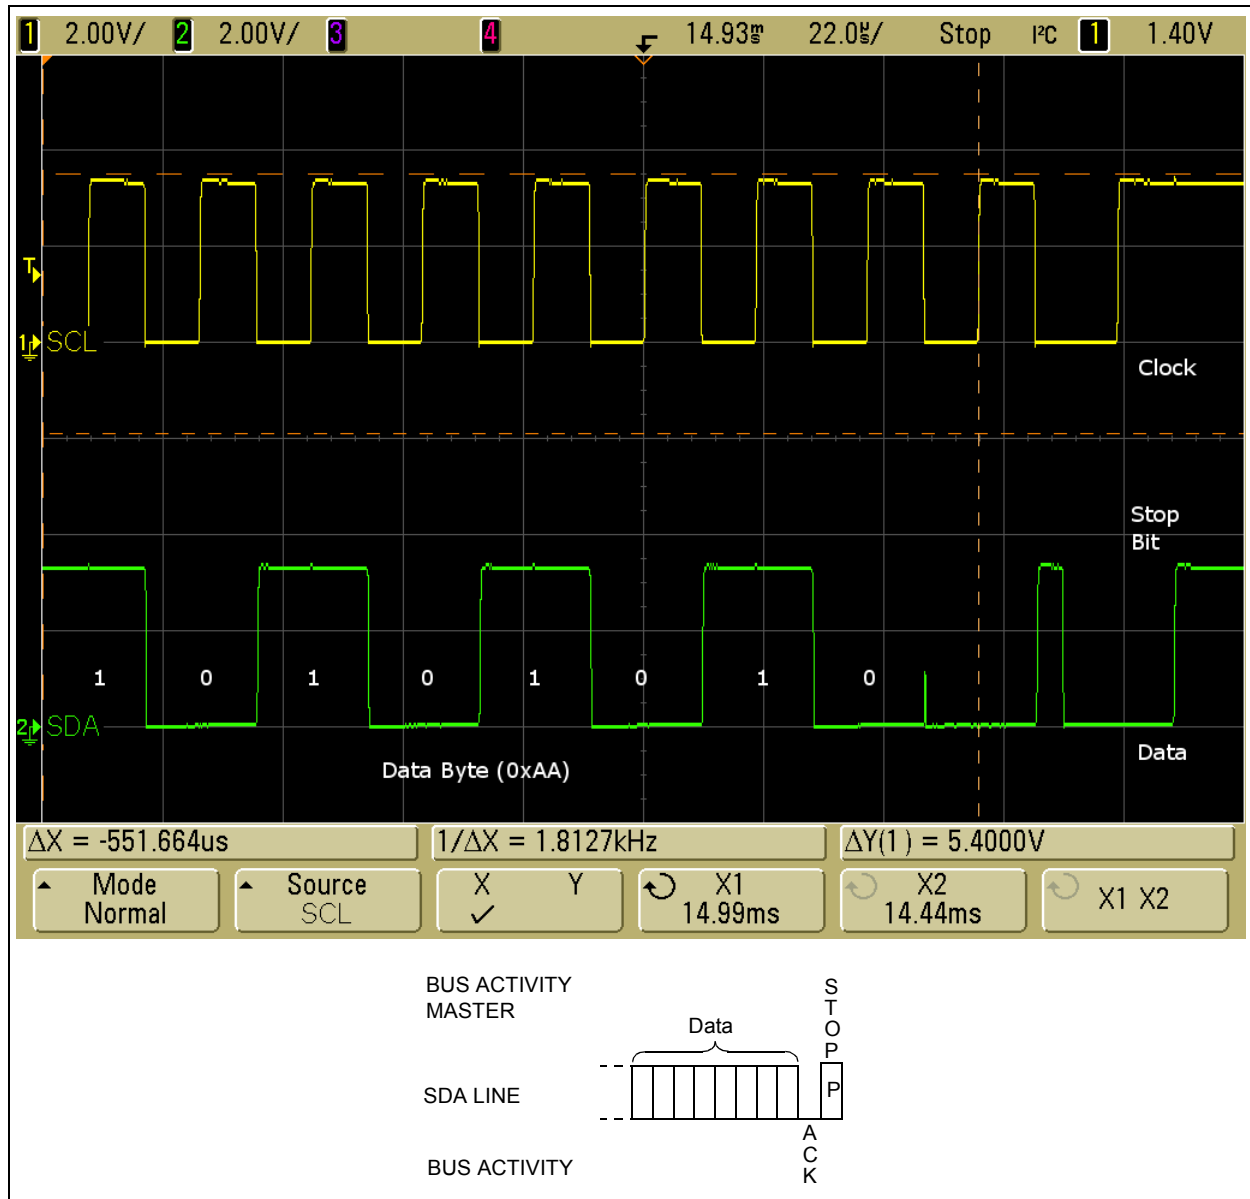 1 2.00V/ 2 2.00V/ 3 4 14.93ms 22.0µs/ Stop I²C 1 1.40V
T
1 SCL
Clock
Stop
Bit
1 0 1 0 1 0 1 0
2 SDA
Data
Data Byte (0xAA)
ΔX = -551.664us 1/ΔX = 1.8127kHz ΔY(1) = 5.4000V
Mode Source X Y X1 X2 X1 X2
Normal SCL ✓ 14.99ms 14.44ms
BUS ACTIVITY
MASTER
STOP
Data
SDA LINE
P
ACK
BUS ACTIVITY